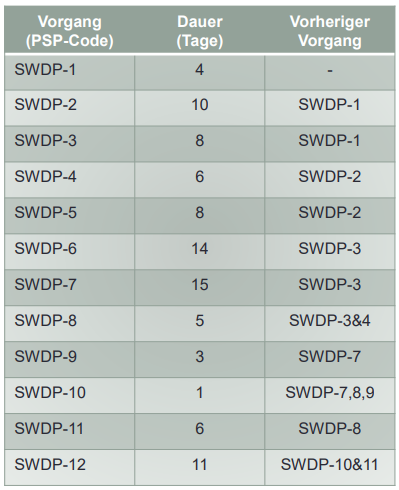 Vorgang Dauer Vorheriger
(PSP-Code) (Tage) Vorgang
SWDP-1 4 -
SWDP-2 10 SWDP-1
SWDP-3 8 SWDP-1
SWDP-4 6 SWDP-2
SWDP-5 8 SWDP-2
SWDP-6 14 SWDP-3
SWDP-7 15 SWDP-3
SWDP-8 5 SWDP-3&4
SWDP-9 3 SWDP-7
SWDP-10 1 SWDP-7,8,9
SWDP-11 6 SWDP-8
SWDP-12 11 SWDP-10&11